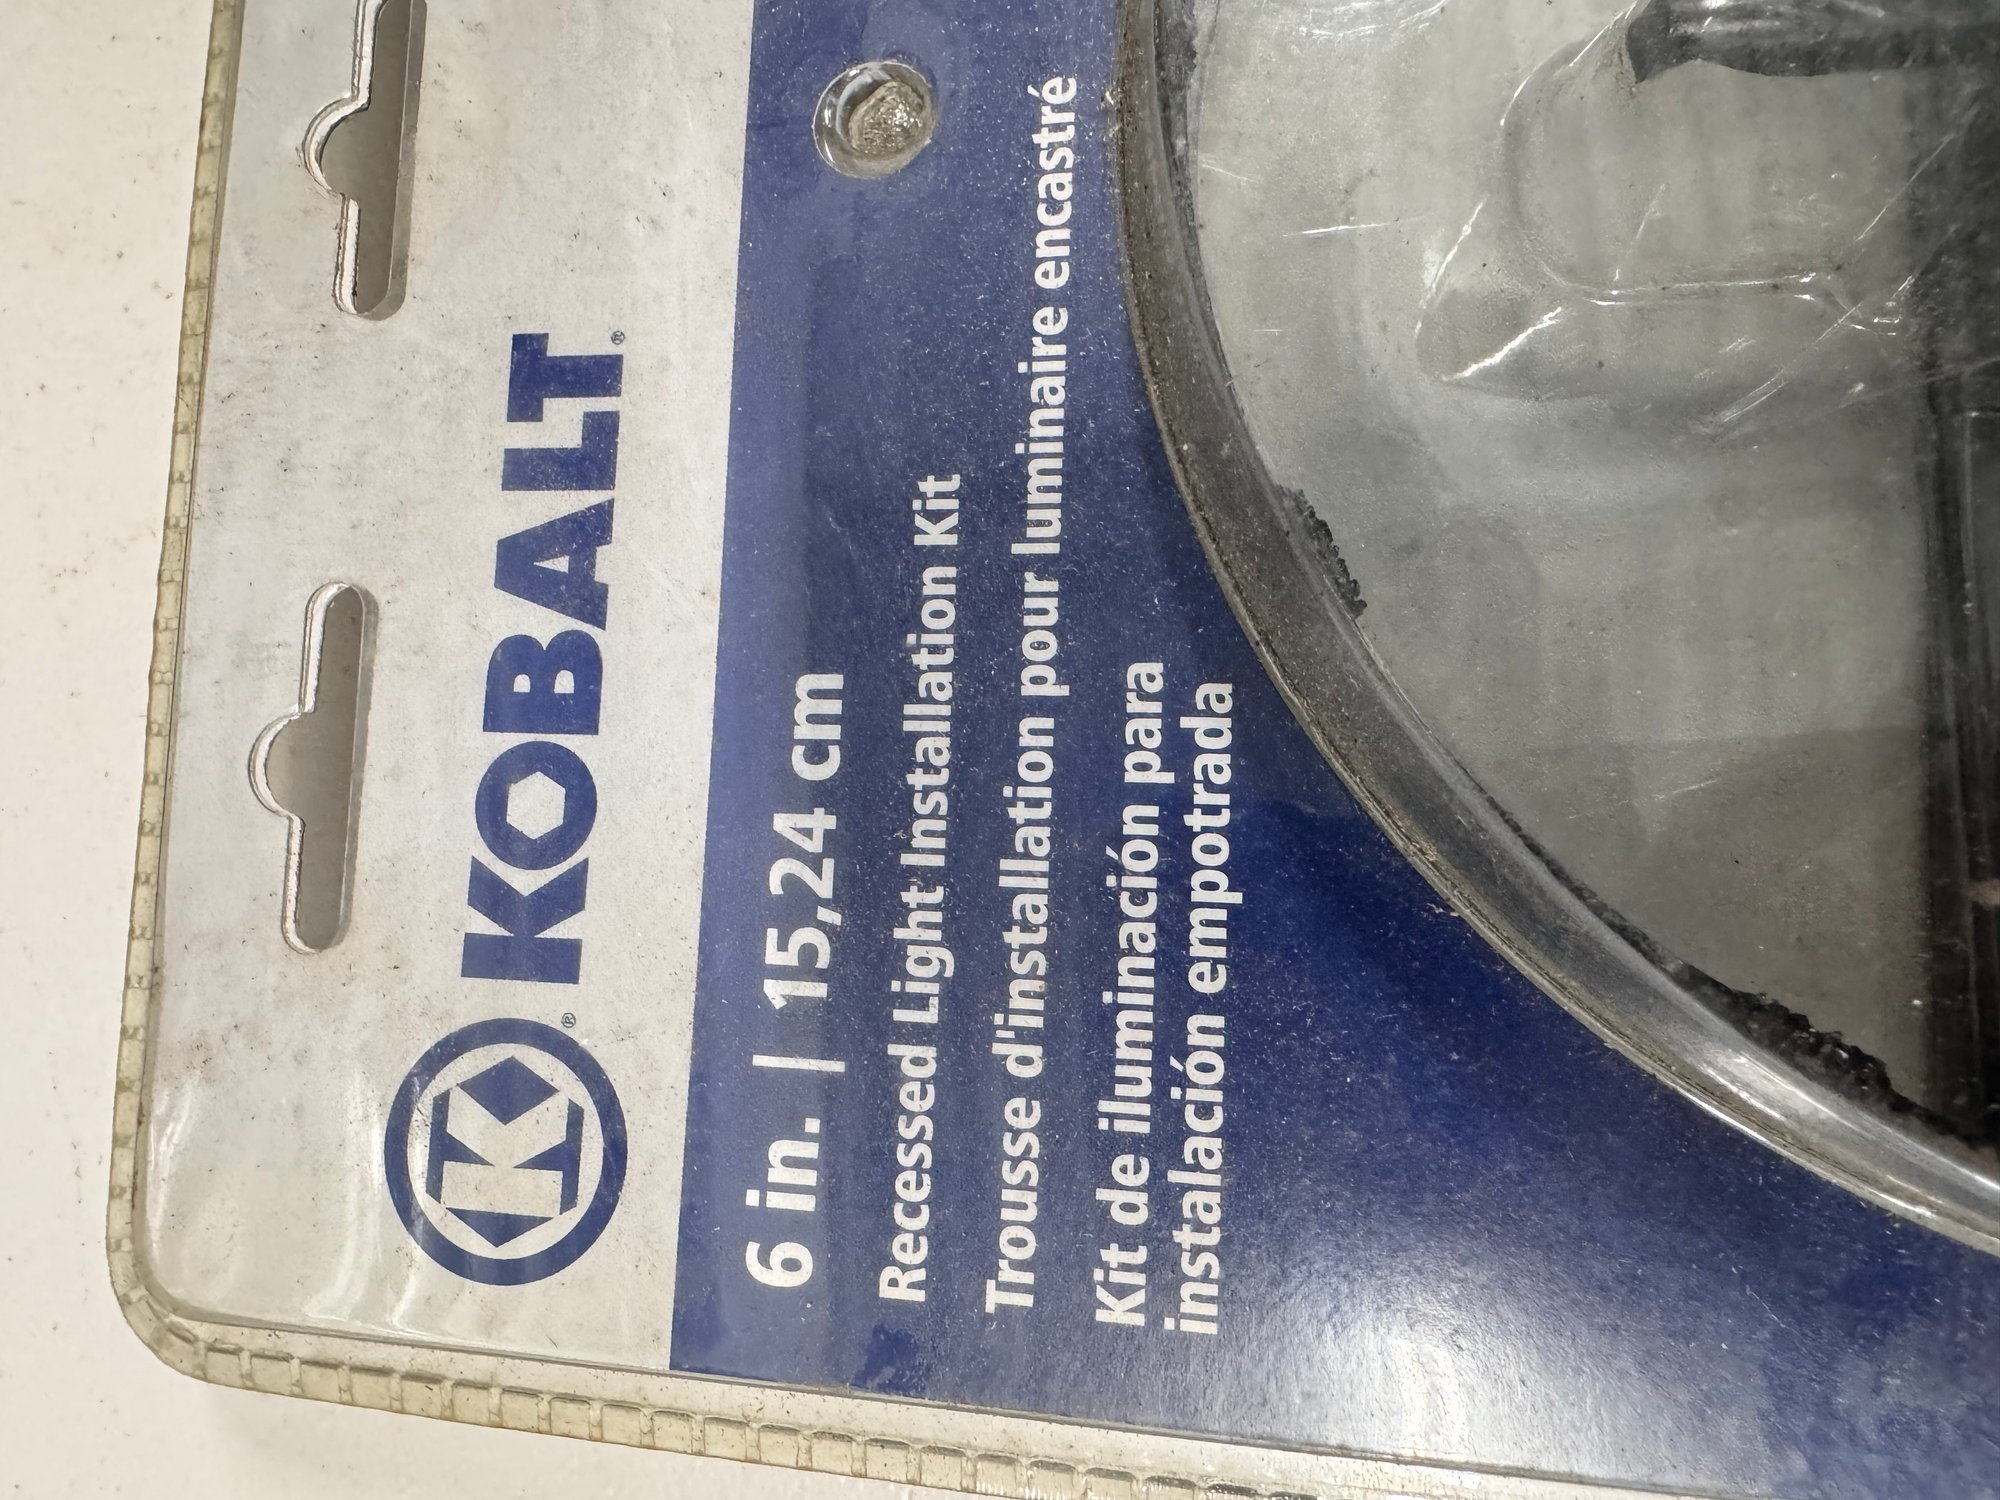 K® KOBALT®
6 in. | 15,24 cm
Recessed Light Installation Kit
Trousse d'installation pour luminaire encastré
Kit de iluminación para
instalación empotrada